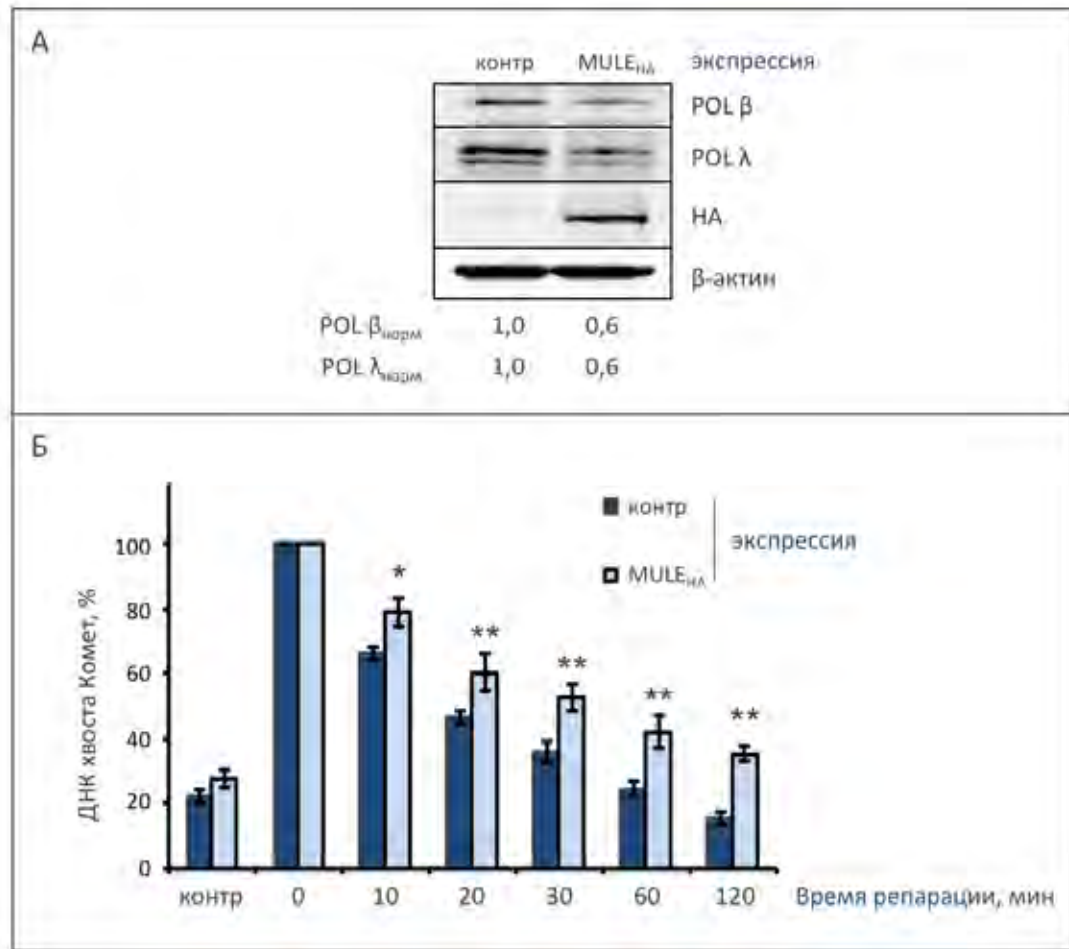 А
контр MULEHA экспрессия
POL β
POL λ
HA
β-актин
POL βнорм 1,0 0,6
POL λнорм 1,0 0,6
Б
контр
MULEHA
экспрессия
ДНК хвоста Комет, %
100
80
60
40
20
0
* ** ** ** **
контр 0 10 20 30 60 120 Время репарации, мин